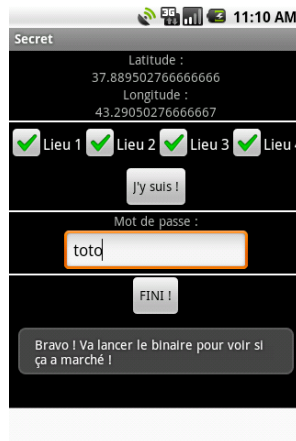 3G 11:10 AM
Secret
Latitude :
37.889502766666666
Longitude :
43.29050276666667
Lieu 1 Lieu 2 Lieu 3 Lieu
J'y suis !
Mot de passe :
toto
FINI !
Bravo ! Va lancer le binaire pour voir si
ça a marché !